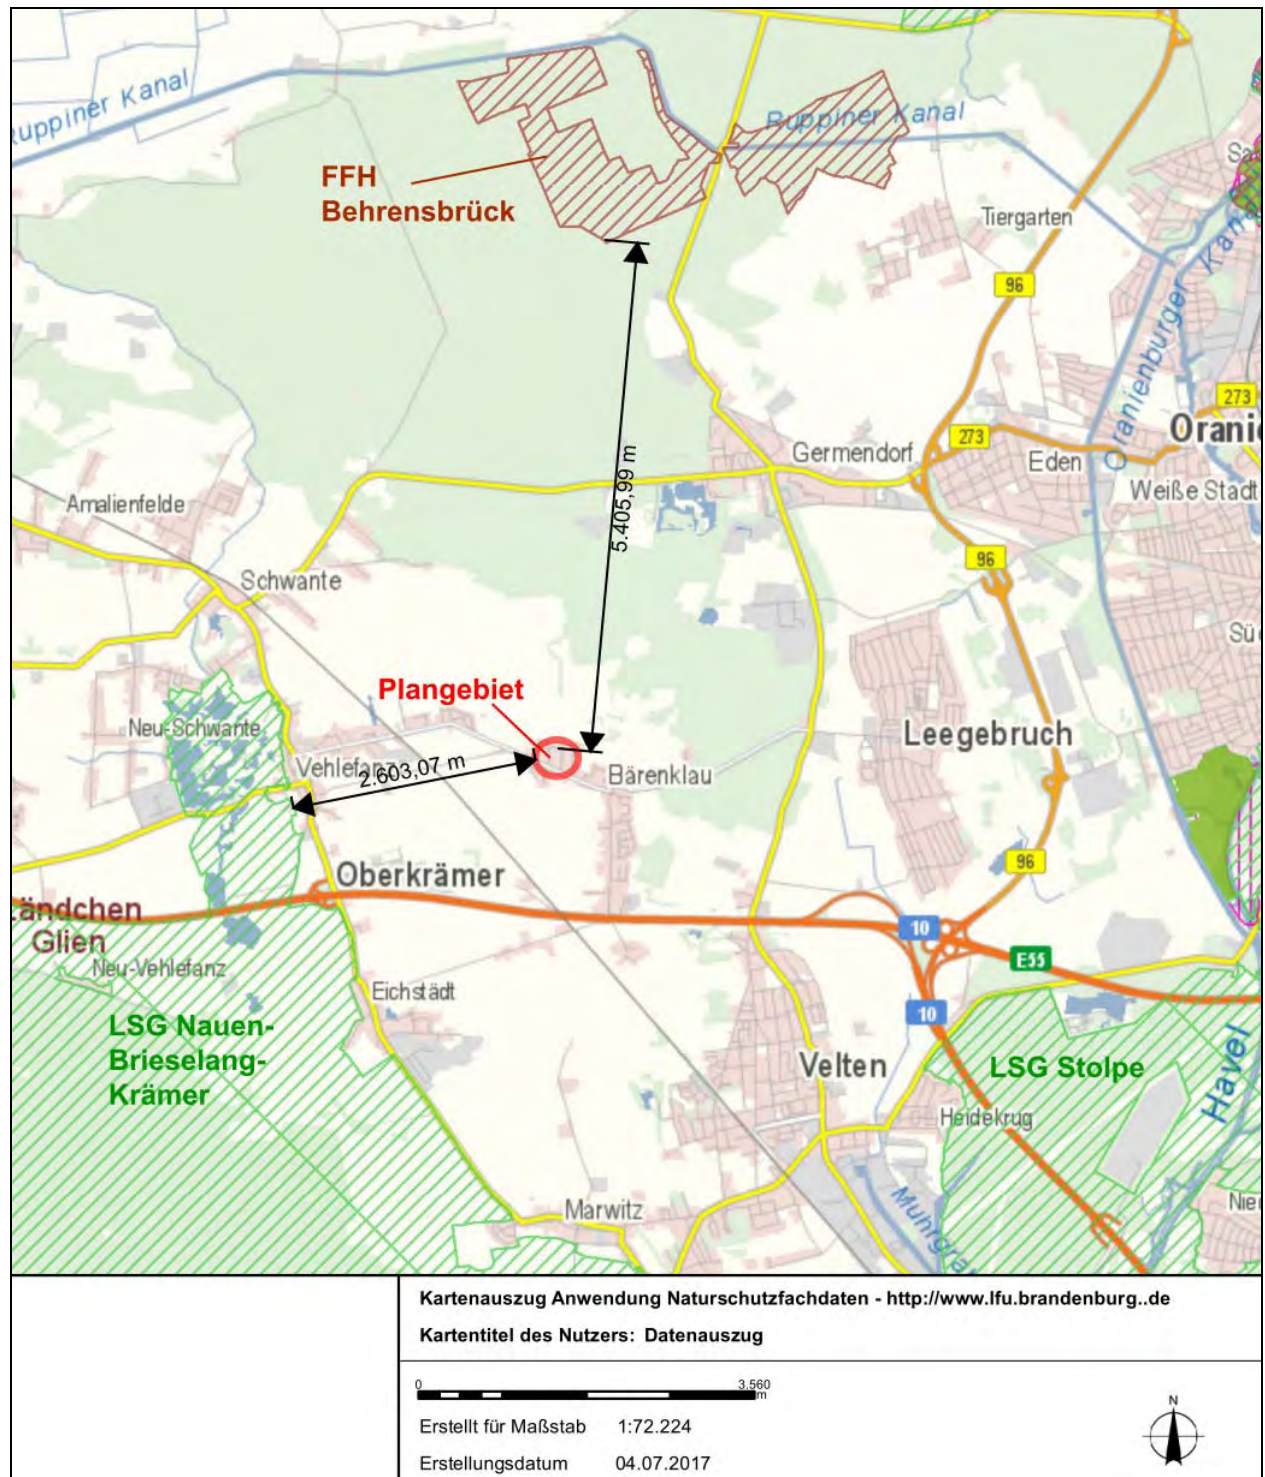 Ruppiner Kanal
Ruppiner Kanal
FFH
Behrensbrück
Tiergarten
96
Oranienburger Kanal
273
273
Germendorf
Eden
Weiße Stadt
5.405,99 m
Amalienfelde
96
Schwante
Plangebiet
Neu-Schwante
Leegebruch
Vehlefanz
2.603,07 m
Bärenklau
Oberkrämer
96
Ländchen
Glien
10
E55
Neu-Vehlefanz
Eichstädt
10
LSG Nauen-
Brieselang-
Krämer
Velten
LSG Stolpe
Havel
Heidekrug
Marwitz
Kartenauszug Anwendung Naturschutzfachdaten - http://www.lfu.brandenburg..de
Kartentitel des Nutzers: Datenauszug
0
3.560
m
N
Erstellt für Maßstab 1:72.224
Erstellungsdatum 04.07.2017